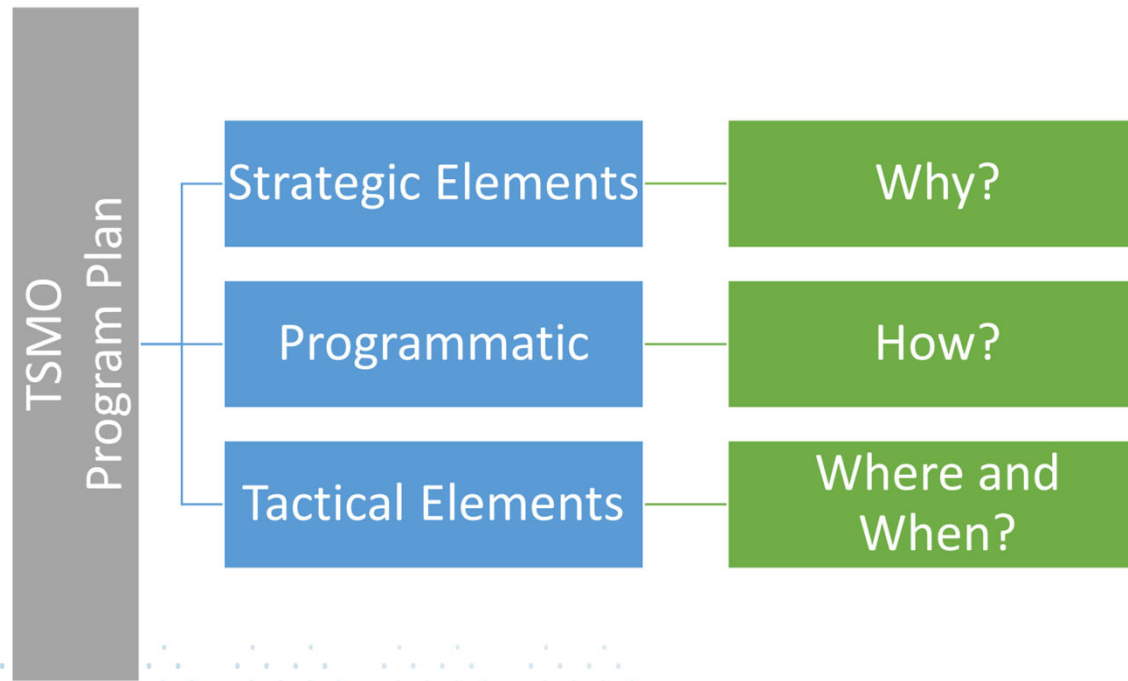 TSMO
Program Plan
Strategic Elements
Why?
Programmatic
How?
Tactical Elements
Where and
When?